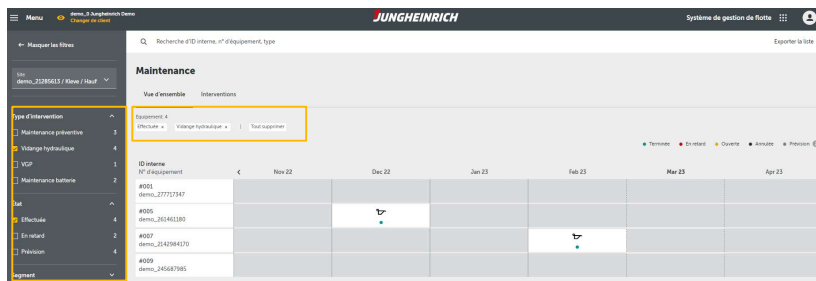 Menu
demo_0 Jungheinrich Demo
Changer de client
JUNGHEINRICH
Système de gestion de flotte
← Masquer les filtres
Recherche d'ID interne, n° d'équipement, type
Exporter la liste
Site
demo_21285613 / Kleve / Hauf
Maintenance
Vue d'ensemble Interventions
Type d'intervention
Maintenance préventive 3
Vidange hydraulique 4
VGP 1
Maintenance batterie 2
État
Effectuée 4
En retard 2
Prévision 4
Segment
Equipement: 4
Effectuée x Vidange hydraulique x | Tout supprimer
Terminée En retard Ouverte Annulée Prévision
ID interne
N° d'équipement < Nov 22 Dec 22 Jan 23 Feb 23 Mar 23 Apr 23
#001
demo_277717347
#005
demo_261461180
#007
demo_2142984170
#009
demo_245687985